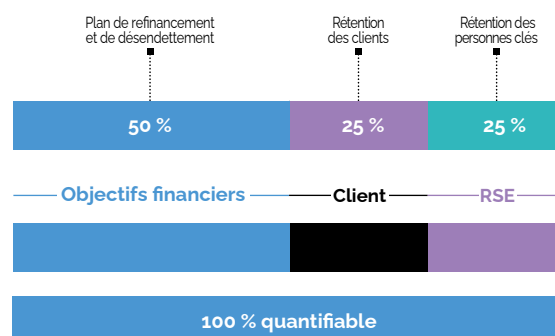 Plan de refinancement
et de désendettement
Rétention
des clients
Rétention des
personnes clés
50 %
25 %
25 %
Objectifs financiers
Client
RSE
100 % quantifiable